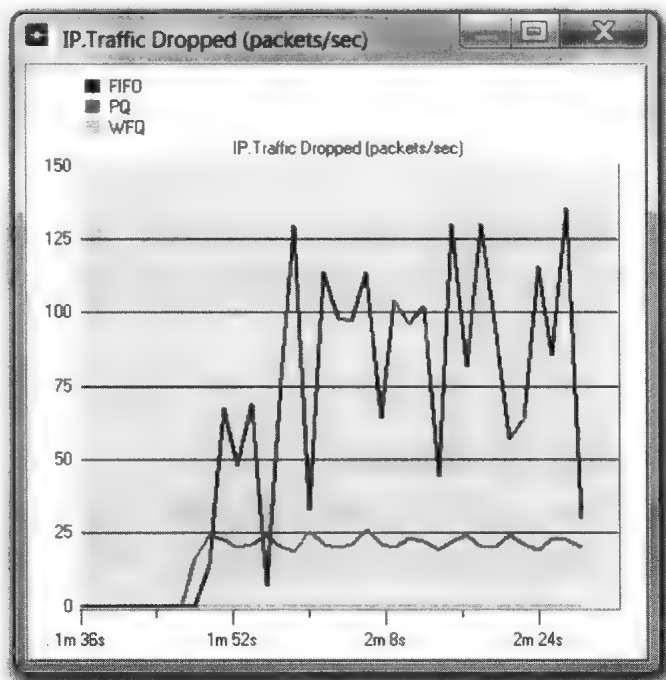 IP.Traffic Dropped (packets/sec)
FIFO
PQ
WFQ
IP.Traffic Dropped (packets/sec)
150
125
100
75
50
25
0
1m 36s 1m 52s 2m 8s 2m 24s